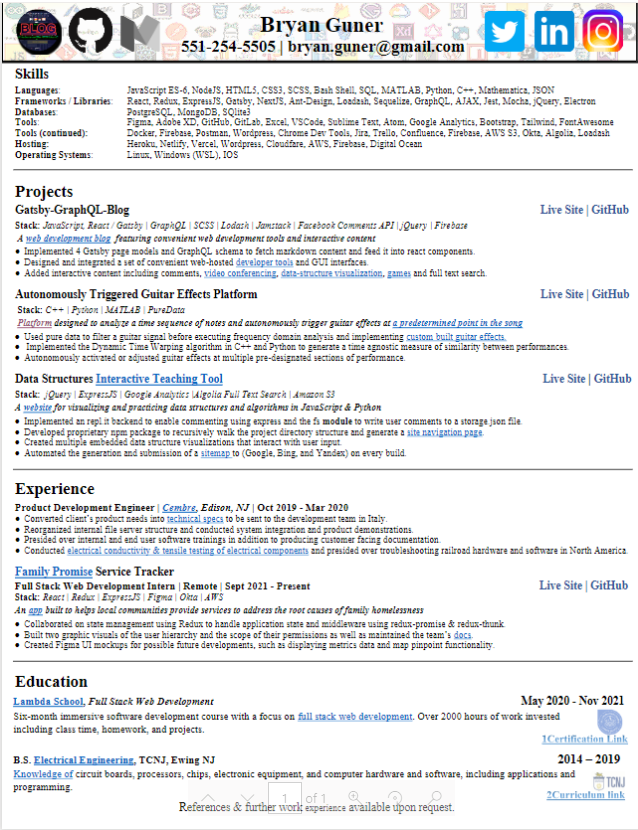 BLOG
Bryan Guner
551-254-5505 | bryan.guner@gmail.com
Skills
Languages: JavaScript ES-6, NodeJS, HTML5, CSS3, SCSS, Bash Shell, SQL, MATLAB, Python, C++, Mathematica, JSON
Frameworks / Libraries: React, Redux, ExpressJS, Gatsby, NextJS, Ant-Design, Loadash, Sequelize, GraphQL, AJAX, Jest, Mocha, jQuery, Electron
Databases: PostgreSQL, MongoDB, SQlite3
Tools: Figma, Adobe XD, GitHub, GitLab, Excel, VSCode, Sublime Text, Atom, Google Analytics, Bootstrap, Tailwind, FontAwesome
Tools (continued): Docker, Firebase, Postman, Wordpress, Chrome Dev Tools, Jira, Trello, Confluence, Firebase, AWS S3, Okta, Algolia, Loadash
Hosting: Heroku, Netlify, Vercel, Wordpress, Cloudfare, AWS, Firebase, Digital Ocean
Operating Systems: Linux, Windows (WSL), IOS
Projects
Gatsby-GraphQL-Blog Live Site | GitHub
Stack: JavaScript, React / Gatsby | GraphQL | SCSS | Lodash | Jamstack | Facebook Comments API | jQuery | Firebase
A web development blog featuring convenient web development tools and interactive content
● Implemented 4 Gatsby page models and GraphQL schema to fetch markdown content and feed it into react components.
● Designed and integrated a set of convenient web-hosted developer tools and GUI interfaces.
● Added interactive content including comments, video conferencing, data-structure visualization, games and full text search.
Autonomously Triggered Guitar Effects Platform Live Site | GitHub
Stack: C++ | Python | MATLAB | PureData
Platform designed to analyze a time sequence of notes and autonomously trigger guitar effects at a predetermined point in the song
● Used pure data to filter a guitar signal before executing frequency domain analysis and implementing custom built guitar effects.
● Implemented the Dynamic Time Warping algorithm in C++ and Python to generate a time agnostic measure of similarity between performances.
● Autonomously activated or adjusted guitar effects at multiple pre-designated sections of performance.
Data Structures Interactive Teaching Tool Live Site | GitHub
Stack: jQuery | ExpressJS | Google Analytics |Algolia Full Text Search | Amazon S3
A website for visualizing and practicing data structures and algorithms in JavaScript & Python
● Implemented an repl.it backend to enable commenting using express and the fs module to write user comments to a storage.json file.
● Developed proprietary npm package to recursively walk the project directory structure and generate a site navigation page.
● Created multiple embedded data structure visualizations that interact with user input.
● Automated the generation and submission of a sitemap to (Google, Bing, and Yandex) on every build.
Experience
Product Development Engineer | Cembre, Edison, NJ | Oct 2019 - Mar 2020
● Converted client's product needs into technical specs to be sent to the development team in Italy.
● Reorganized internal file server structure and conducted system integration and product demonstrations.
● Presided over internal and end user software trainings in addition to producing customer facing documentation.
● Conducted electrical conductivity & tensile testing of electrical components and presided over troubleshooting railroad hardware and software in North America.
Family Promise Service Tracker
Full Stack Web Development Intern | Remote | Sept 2021 - Present Live Site | GitHub
Stack: React | Redux | ExpressJS | Figma | Okta | AWS
An app built to helps local communities provide services to address the root causes of family homelessness
● Collaborated on state management using Redux to handle application state and middleware using redux-promise & redux-thunk.
● Built two graphic visuals of the user hierarchy and the scope of their permissions as well as maintained the team's docs.
● Created Figma UI mockups for possible future developments, such as displaying metrics data and map pinpoint functionality.
Education
Lambda School, Full Stack Web Development May 2020 - Nov 2021
Six-month immersive software development course with a focus on full stack web development. Over 2000 hours of work invested
including class time, homework, and projects.
1Certification Link
B.S. Electrical Engineering, TCNJ, Ewing NJ 2014 – 2019
Knowledge of circuit boards, processors, chips, electronic equipment, and computer hardware and software, including applications and
programming.
TCNJ
2Curriculum link
1 of 1
References & further work experience available upon request.